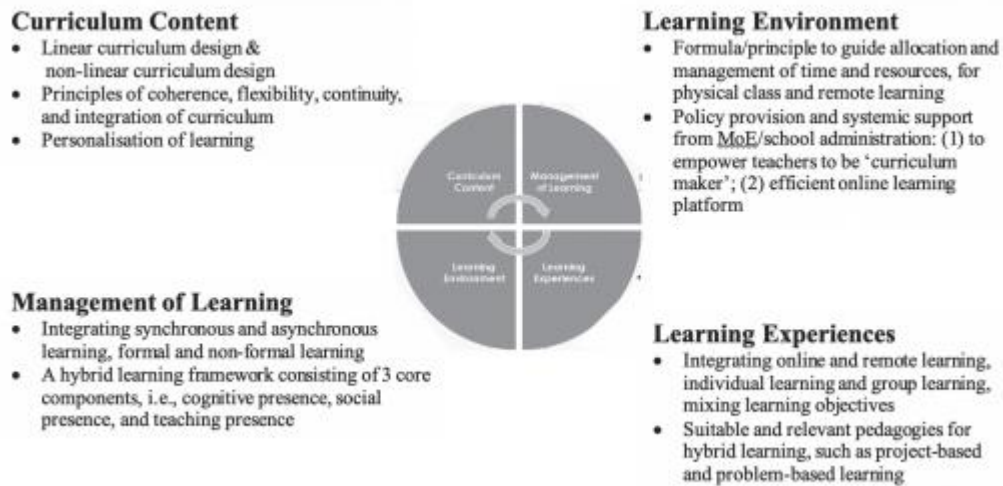 Curriculum Content
• Linear curriculum design &
non-linear curriculum design
• Principles of coherence, flexibility, continuity,
and integration of curriculum
• Personalisation of learning
Learning Environment
• Formula/principle to guide allocation and
management of time and resources, for
physical class and remote learning
• Policy provision and systemic support
from MoE/school administration: (1) to
empower teachers to be ‘curriculum
maker’; (2) efficient online learning
platform
Curriculum
Content
Management
of Learning
Learning
Environment
Learning
Experiences
Management of Learning
• Integrating synchronous and asynchronous
learning, formal and non-formal learning
• A hybrid learning framework consisting of 3 core
components, i.e., cognitive presence, social
presence, and teaching presence
Learning Experiences
• Integrating online and remote learning,
individual learning and group learning,
mixing learning objectives
• Suitable and relevant pedagogies for
hybrid learning, such as project-based
and problem-based learning